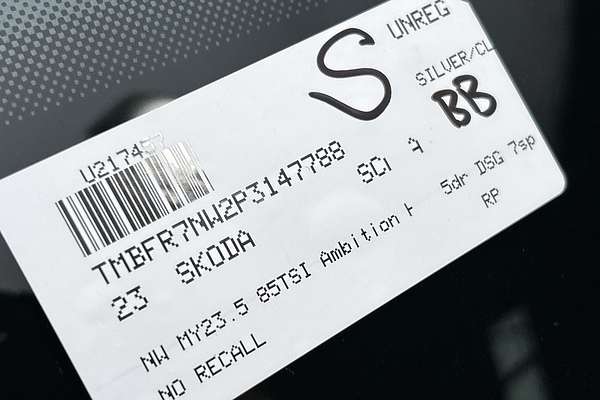 S UNREG
SILVER/CL
BB
U217457
TMBFR7NW2P3147788
23 SKODA
NW MY23.5 85TSI Ambition 5dr DSG 7sp
NO RECALL RP